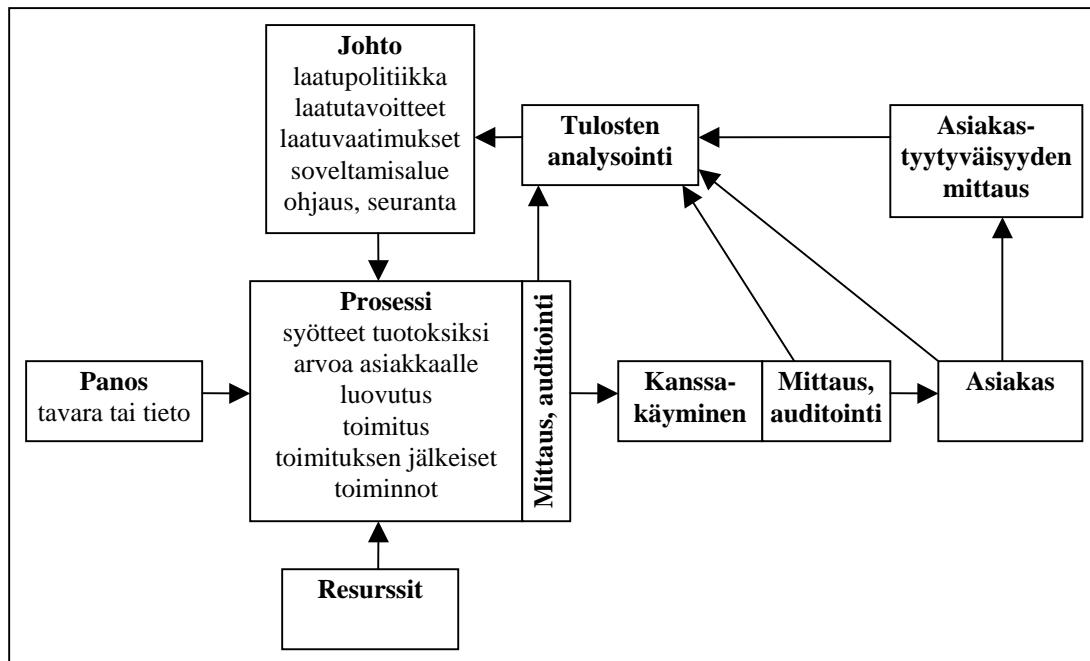 Johto
laatupolitiikka
laatutavoitteet
laatuvaatimukset
soveltamisalue
ohjaus, seuranta
Tulosten
analysointi
Asiakas-
tyytyväisyyden
mittaus
Panos
tavara tai tieto
Prosessi
syötteet tuotoksiksi
arvoa asiakkaalle
luovutus
toimitus
toimituksen jälkeiset
toiminnot
Mittaus, auditointi
Kanssa-
käyminen
Mittaus,
auditointi
Asiakas
Resurssit